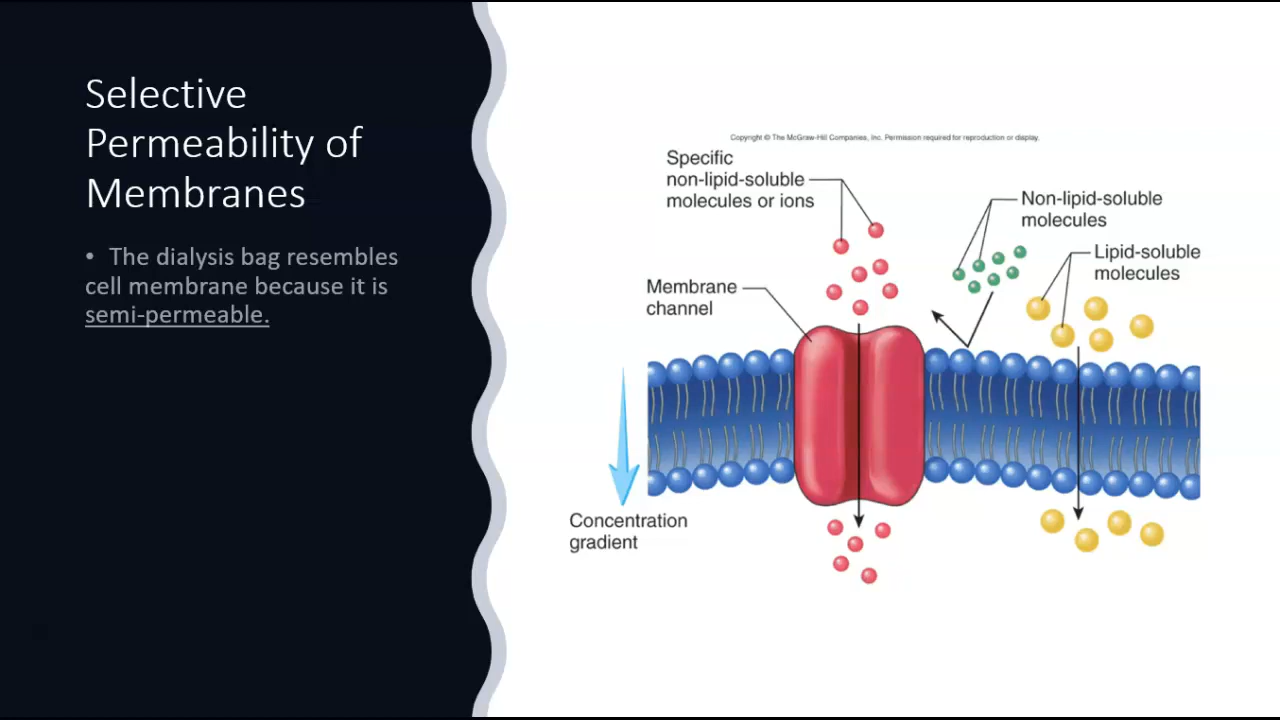 Selective
Permeability of
Membranes
• The dialysis bag resembles
cell membrane because it is
semi-permeable.
Copyright © The McGraw-Hill Companies, Inc. Permission required for reproduction or display.
Specific
non-lipid-soluble
molecules or ions
Non-lipid-soluble
molecules
Lipid-soluble
molecules
Membrane
channel
Concentration
gradient